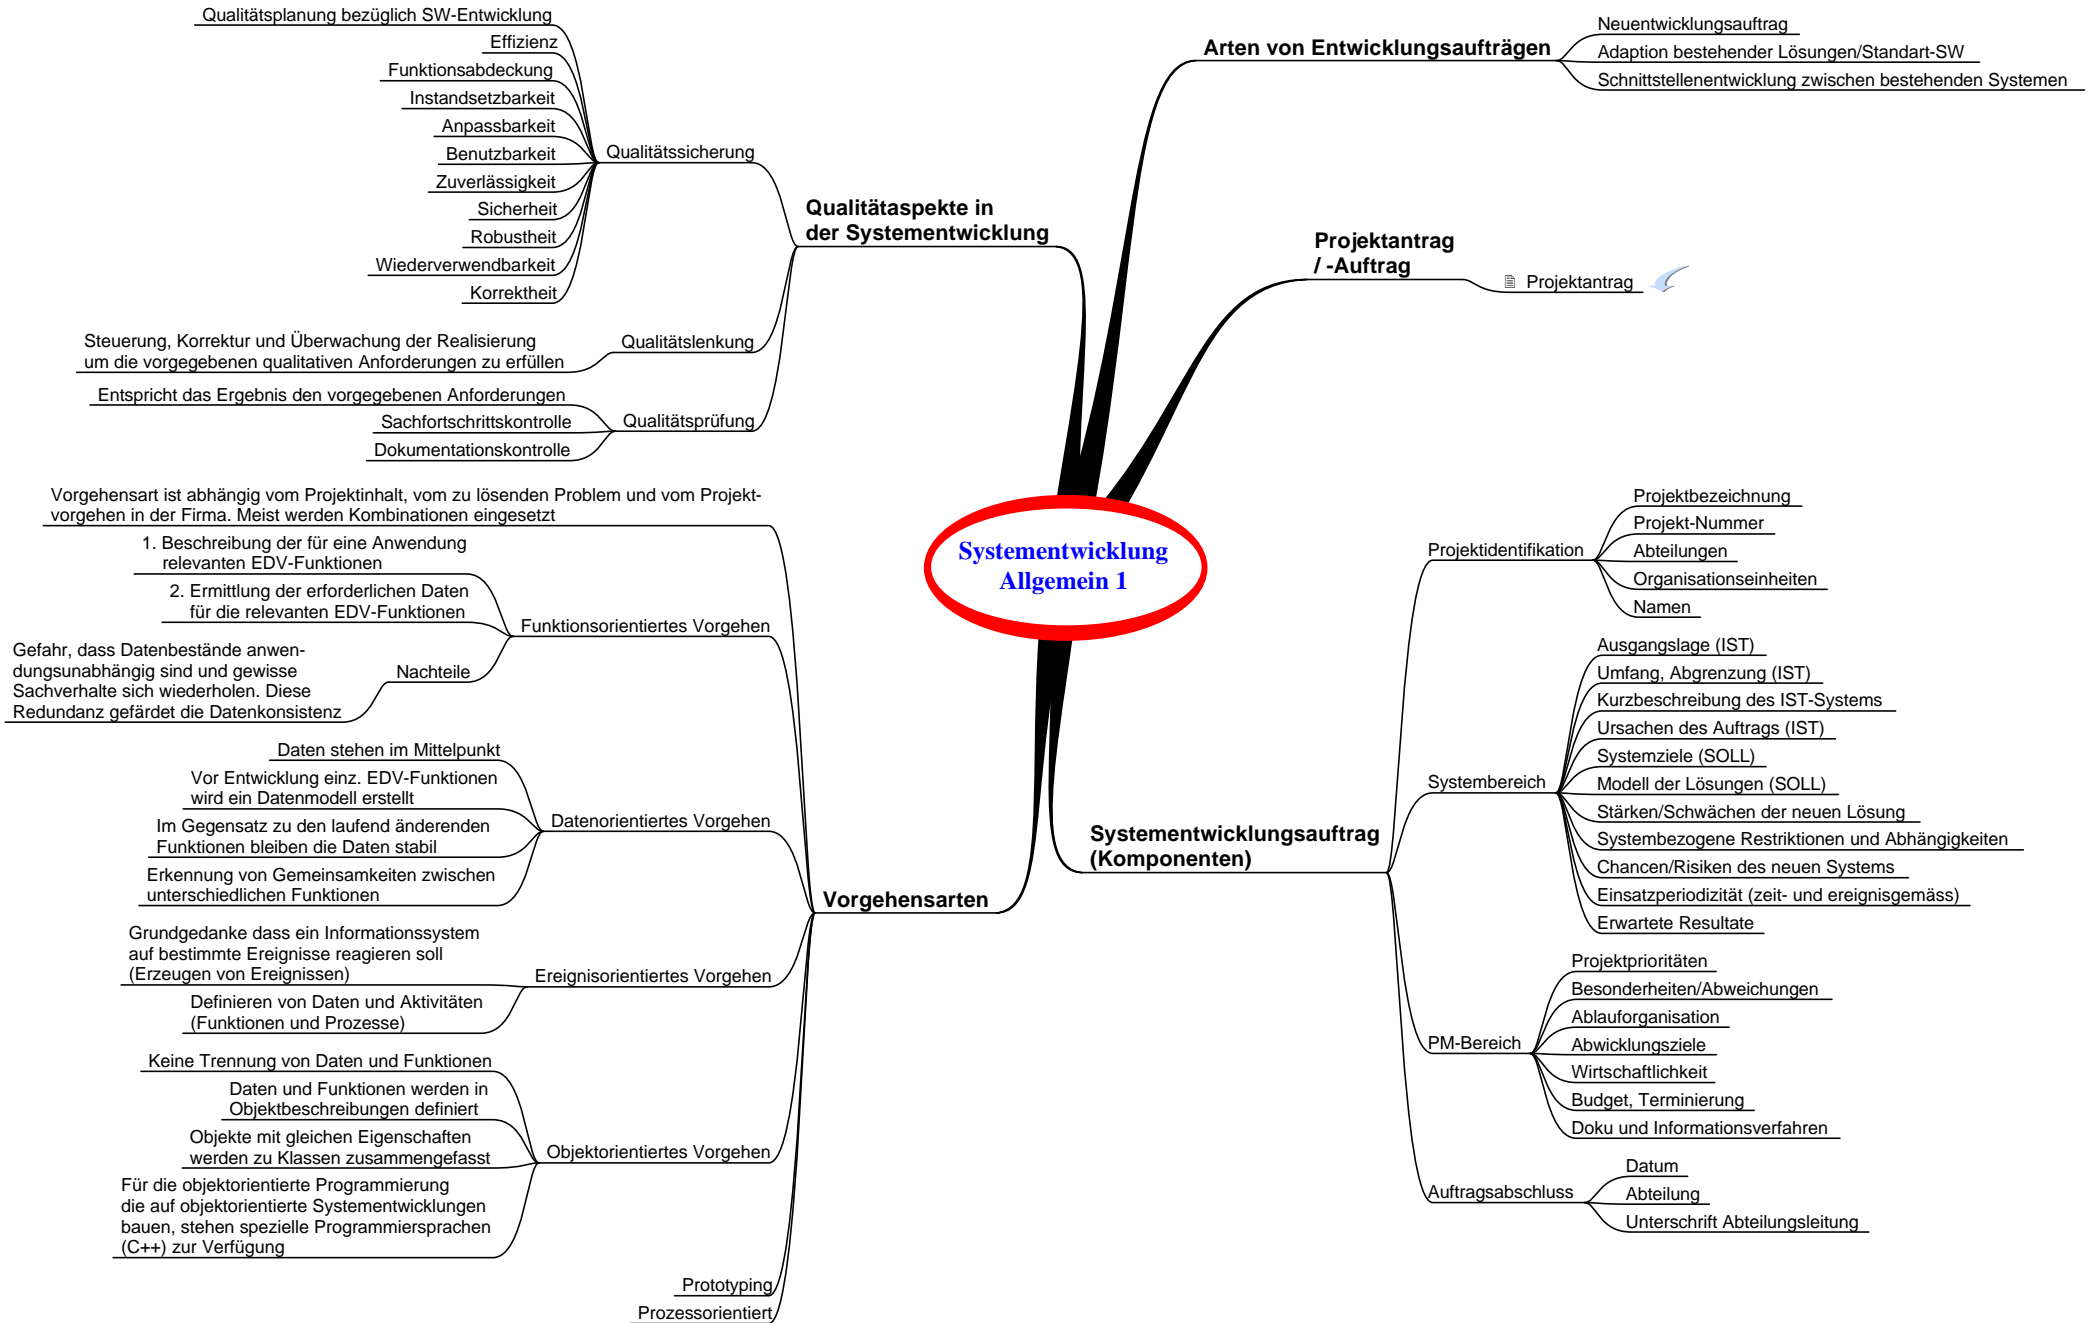 Systementwicklung
Allgemein 1
Arten von Entwicklungsaufträgen
Neuentwicklungsauftrag
Adaption bestehender Lösungen/Standart-SW
Schnittstellenentwicklung zwischen bestehenden Systemen
Projektantrag
/ -Auftrag
Projektantrag
Systementwicklungsauftrag
(Komponenten)
Projektidentifikation
Projektbezeichnung
Projekt-Nummer
Abteilungen
Organisationseinheiten
Namen
Systembereich
Ausgangslage (IST)
Umfang, Abgrenzung (IST)
Kurzbeschreibung des IST-Systems
Ursachen des Auftrags (IST)
Systemziele (SOLL)
Modell der Lösungen (SOLL)
Stärken/Schwächen der neuen Lösung
Systembezogene Restriktionen und Abhängigkeiten
Chancen/Risiken des neuen Systems
Einsatzperiodizität (zeit- und ereignisgemäss)
Erwartete Resultate
PM-Bereich
Projektprioritäten
Besonderheiten/Abweichungen
Ablauforganisation
Abwicklungsziele
Wirtschaftlichkeit
Budget, Terminierung
Doku und Informationsverfahren
Auftragsabschluss
Datum
Abteilung
Unterschrift Abteilungsleitung
Qualitätaspekte in
der Systementwicklung
Qualitätssicherung
Qualitätsplanung bezüglich SW-Entwicklung
Effizienz
Funktionsabdeckung
Instandsetzbarkeit
Anpassbarkeit
Benutzbarkeit
Zuverlässigkeit
Sicherheit
Robustheit
Wiederverwendbarkeit
Korrektheit
Qualitätslenkung
Steuerung, Korrektur und Überwachung der Realisierung
um die vorgegebenen qualitativen Anforderungen zu erfüllen
Qualitätsprüfung
Entspricht das Ergebnis den vorgegebenen Anforderungen
Sachfortschrittskontrolle
Dokumentationskontrolle
Vorgehensarten
Vorgehensart ist abhängig vom Projektinhalt, vom zu lösenden Problem und vom Projekt-
vorgehen in der Firma. Meist werden Kombinationen eingesetzt
Funktionsorientiertes Vorgehen
1. Beschreibung der für eine Anwendung
relevanten EDV-Funktionen
2. Ermittlung der erforderlichen Daten
für die relevanten EDV-Funktionen
Nachteile
Gefahr, dass Datenbestände anwen-
dungsunabhängig sind und gewisse
Sachverhalte sich wiederholen. Diese
Redundanz gefärdet die Datenkonsistenz
Datenorientiertes Vorgehen
Daten stehen im Mittelpunkt
Vor Entwicklung einz. EDV-Funktionen
wird ein Datenmodell erstellt
Im Gegensatz zu den laufend änderenden
Funktionen bleiben die Daten stabil
Erkennung von Gemeinsamkeiten zwischen
unterschiedlichen Funktionen
Ereignisorientiertes Vorgehen
Grundgedanke dass ein Informationssystem
auf bestimmte Ereignisse reagieren soll
(Erzeugen von Ereignissen)
Definieren von Daten und Aktivitäten
(Funktionen und Prozesse)
Objektorientiertes Vorgehen
Keine Trennung von Daten und Funktionen
Daten und Funktionen werden in
Objektbeschreibungen definiert
Objekte mit gleichen Eigenschaften
werden zu Klassen zusammengefasst
Für die objektorientierte Programmierung
die auf objektorientierte Systementwicklungen
bauen, stehen spezielle Programmiersprachen
(C++) zur Verfügung
Prototyping
Prozessorientiert